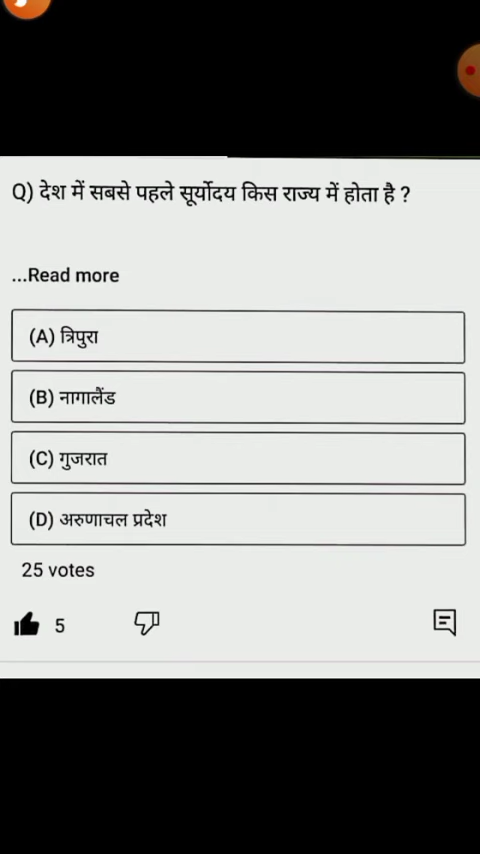 Q) देश में सबसे पहले सूर्योदय किस राज्य में होता है ?
...Read more
(A) त्रिपुरा
(B) नागालैंड
(C) गुजरात
(D) अरुणाचल प्रदेश
25 votes
5